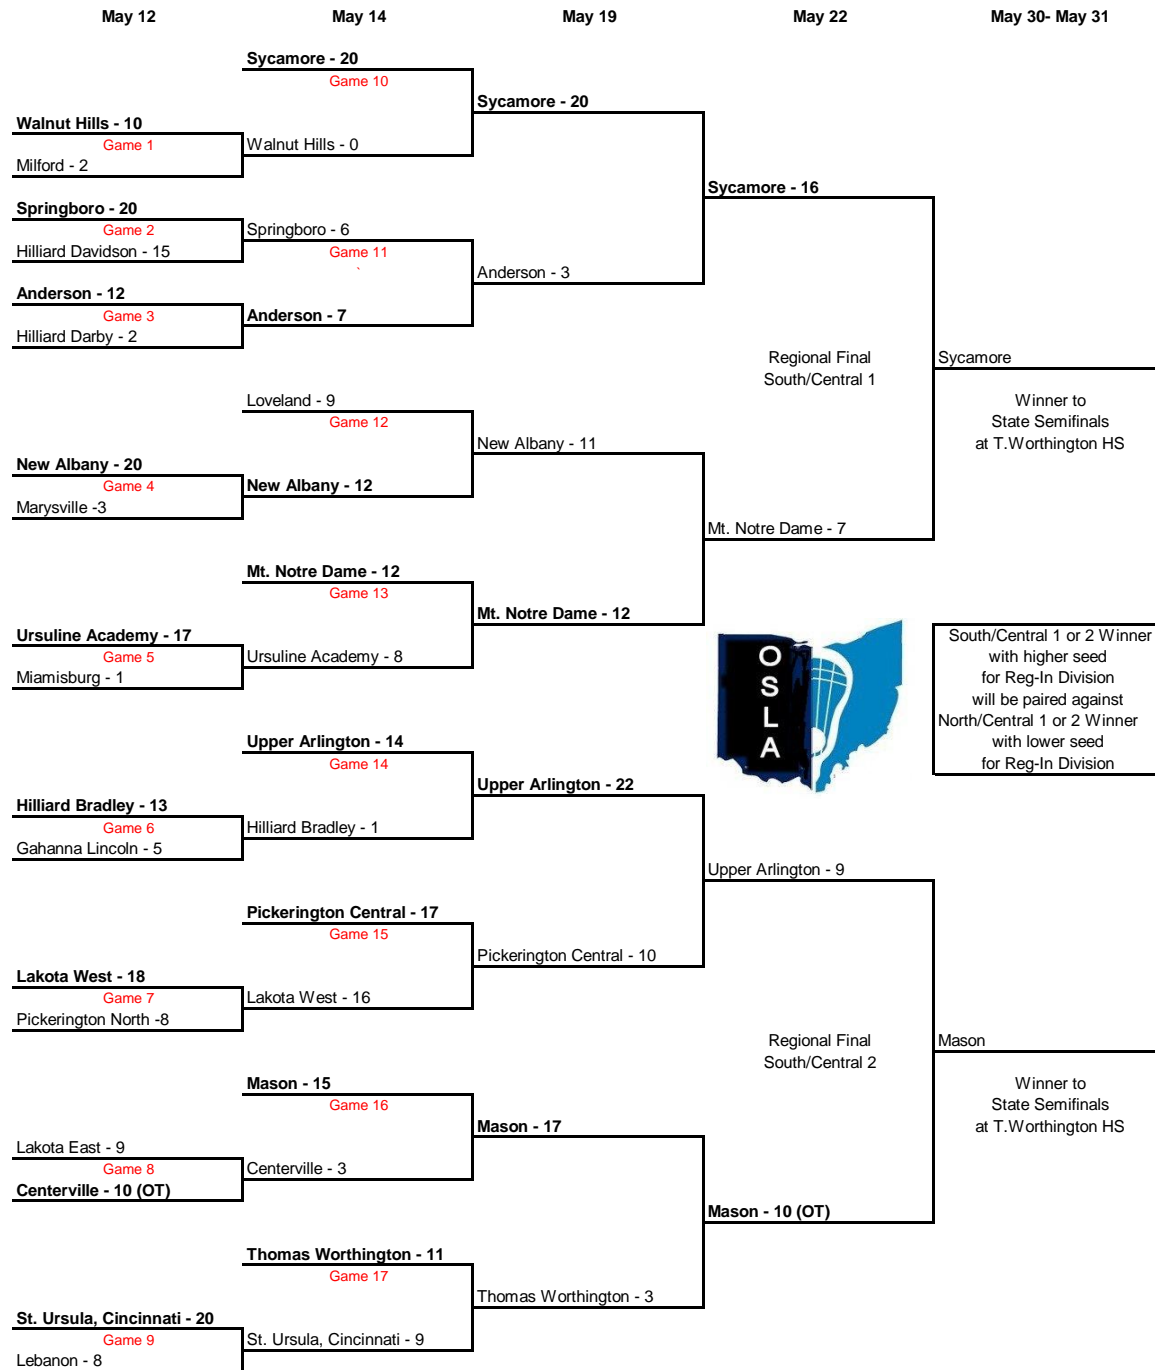 May 12
May 14
May 19
May 22
May 30- May 31
Sycamore - 20
Game 10
Sycamore - 20
Walnut Hills - 10
Game 1
Walnut Hills - 0
Milford - 2
Sycamore - 16
Springboro - 20
Game 2
Springboro - 6
Hilliard Davidson - 15
Game 11
Anderson - 3
Anderson - 12
Game 3
Anderson - 7
Hilliard Darby - 2
Regional Final
South/Central 1
Sycamore
Loveland - 9
Game 12
Winner to
State Semifinals
at T.Worthington HS
New Albany - 11
New Albany - 20
Game 4
New Albany - 12
Marysville -3
Mt. Notre Dame - 7
Mt. Notre Dame - 12
Game 13
Mt. Notre Dame - 12
Ursuline Academy - 17
Game 5
Ursuline Academy - 8
Miamisburg - 1
O
S
L
A
South/Central 1 or 2 Winner
with higher seed
for Reg-In Division
will be paired against
North/Central 1 or 2 Winner
with lower seed
for Reg-In Division
Upper Arlington - 14
Game 14
Upper Arlington - 22
Hilliard Bradley - 13
Game 6
Hilliard Bradley - 1
Gahanna Lincoln - 5
Upper Arlington - 9
Pickerington Central - 17
Game 15
Pickerington Central - 10
Lakota West - 18
Game 7
Lakota West - 16
Pickerington North -8
Regional Final
South/Central 2
Mason
Mason - 15
Game 16
Winner to
State Semifinals
at T.Worthington HS
Mason - 17
Lakota East - 9
Game 8
Centerville - 3
Centerville - 10 (OT)
Mason - 10 (OT)
Thomas Worthington - 11
Game 17
Thomas Worthington - 3
St. Ursula, Cincinnati - 20
Game 9
St. Ursula, Cincinnati - 9
Lebanon - 8